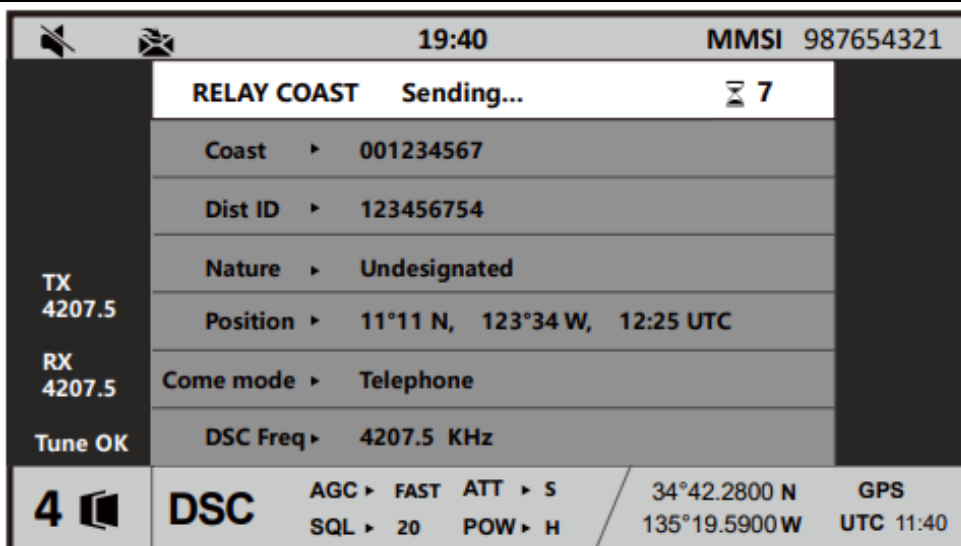 19:40 MMSI 987654321
RELAY COAST Sending... 7
Coast 001234567
Dist ID 123456754
Nature Undesignated
TX
4207.5
Position 11°11 N, 123°34 W, 12:25 UTC
RX
4207.5
Come mode Telephone
Tune OK
DSC Freq 4207.5 KHz
4 DSC
AGC FAST ATT S
SQL 20 POW H
34°42.2800 N
135°19.5900 W
GPS
UTC 11:40